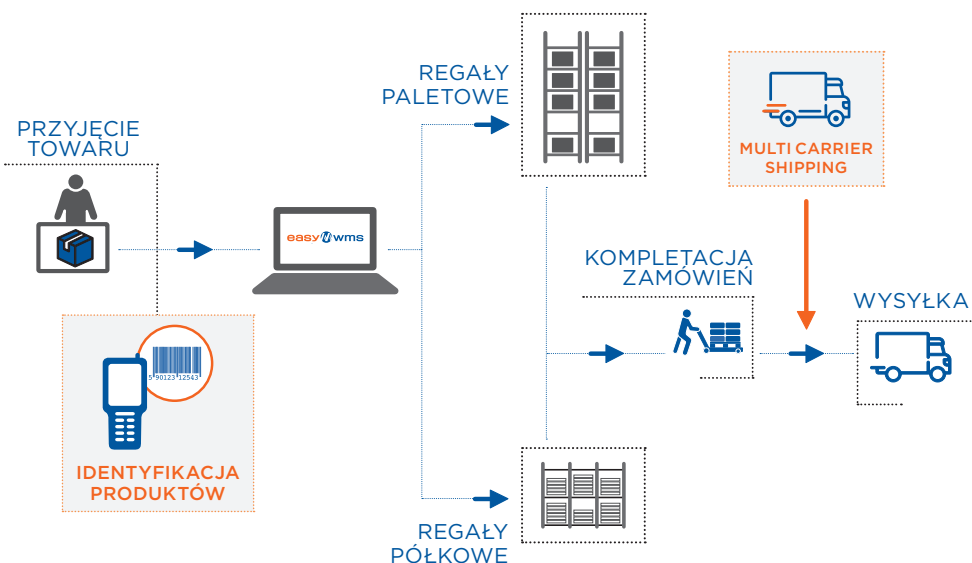 PRZYJĘCIE
TOWARU
IDENTYFIKACJA
PRODUKTÓW
5 90123 12543
easy wms
REGAŁY
PALETOWE
REGAŁY
PÓŁKOWE
KOMPLETACJA
ZAMÓWIEŃ
MULTI CARRIER
SHIPPING
WYSYŁKA